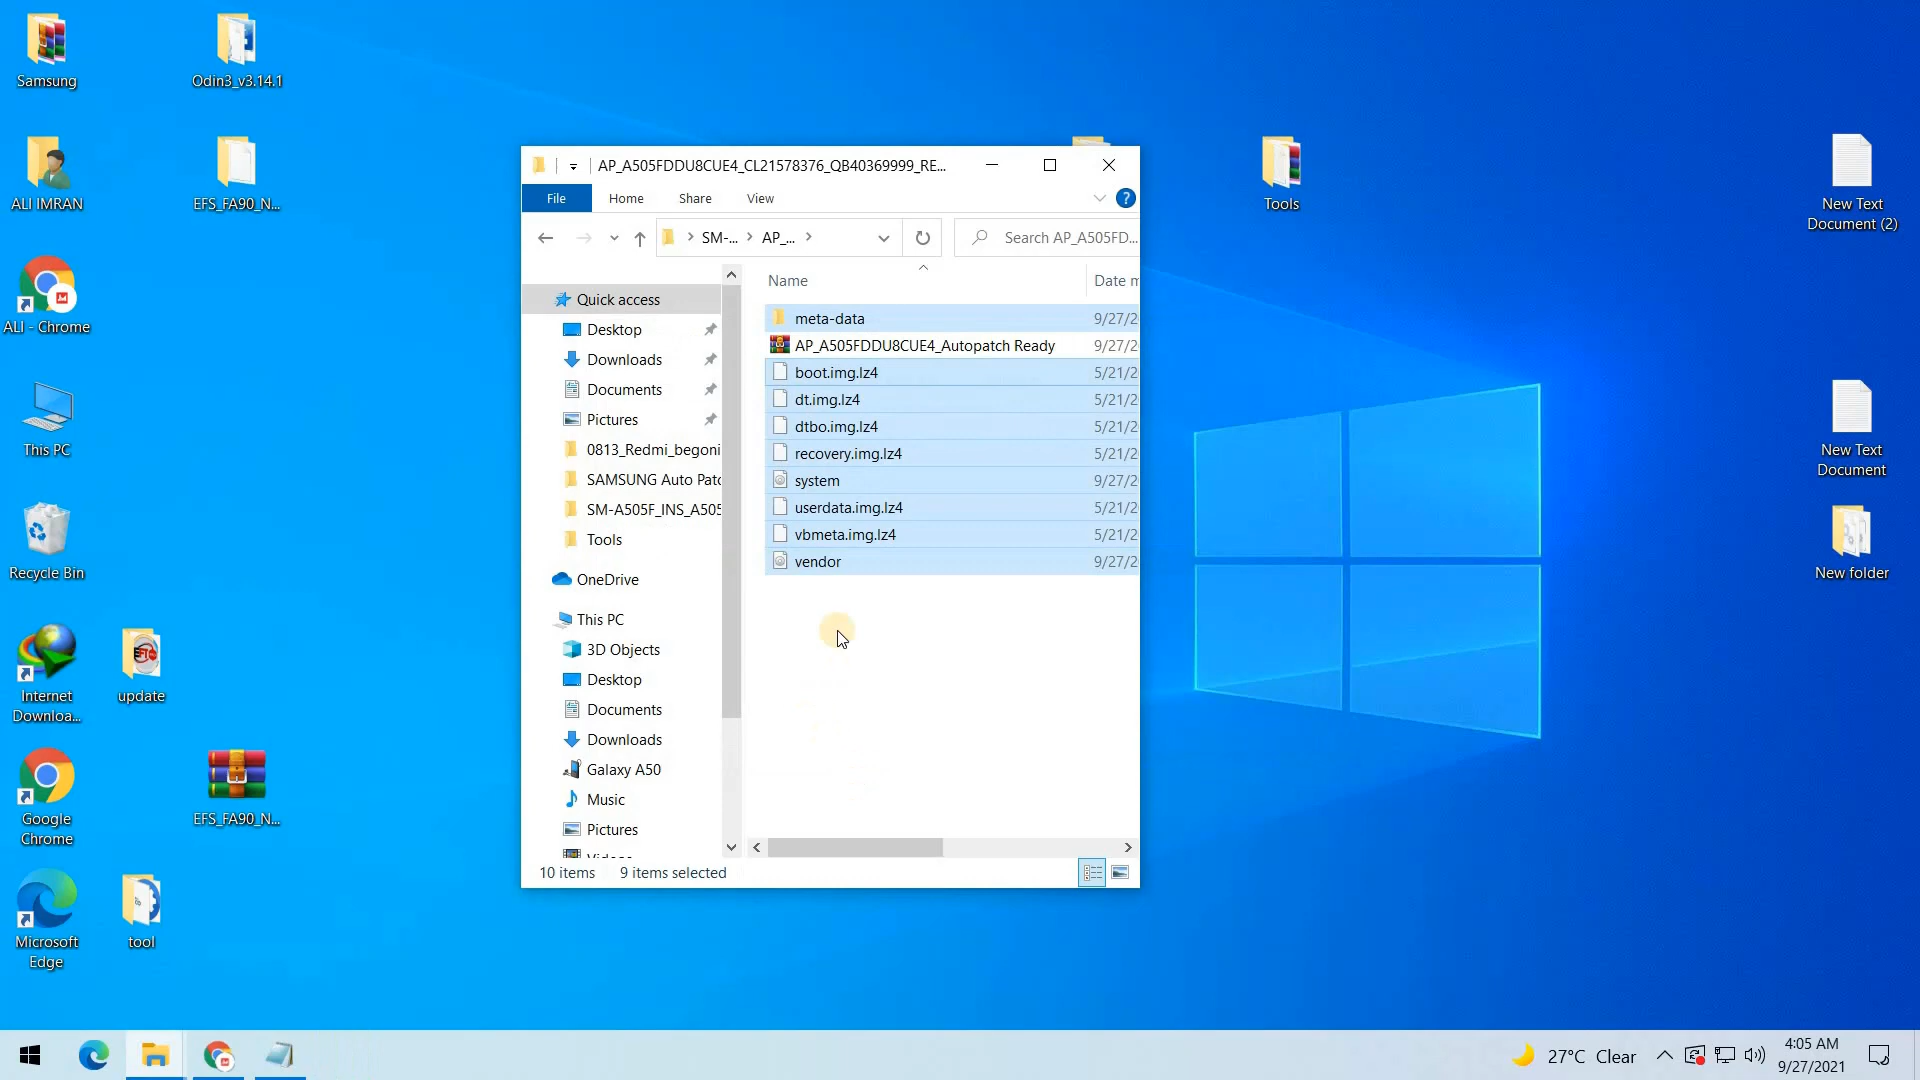 Samsung
Odin3_v3.14.1
ALI IMRAN
EFS_FA90_N...
ALI - Chrome
This PC
Recycle Bin
Internet
Downloa...
update
Google
Chrome
EFS_FA90_N...
Microsoft
Edge
tool
AP_A505FDDU8CUE4_CL21578376_QB40369999_RE...
File
Home
Share
View
?
SM-...
AP_...
Search AP_A505FD...
Name
Date m
Quick access
Desktop
Downloads
Documents
Pictures
0813_Redmi_begoni
SAMSUNG Auto Patc
SM-A505F_INS_A505
Tools
OneDrive
This PC
3D Objects
Desktop
Documents
Downloads
Galaxy A50
Music
Pictures
Videos
meta-data 9/27/2
AP_A505FDDU8CUE4_Autopatch Ready 9/27/2
boot.img.lz4 5/21/2
dt.img.lz4 5/21/2
dtbo.img.lz4 5/21/2
recovery.img.lz4 5/21/2
system 9/27/2
userdata.img.lz4 5/21/2
vbmeta.img.lz4 5/21/2
vendor 9/27/2
10 items
9 items selected
Tools
New Text
Document (2)
New Text
Document
New folder
27°C Clear
4:05 AM
9/27/2021